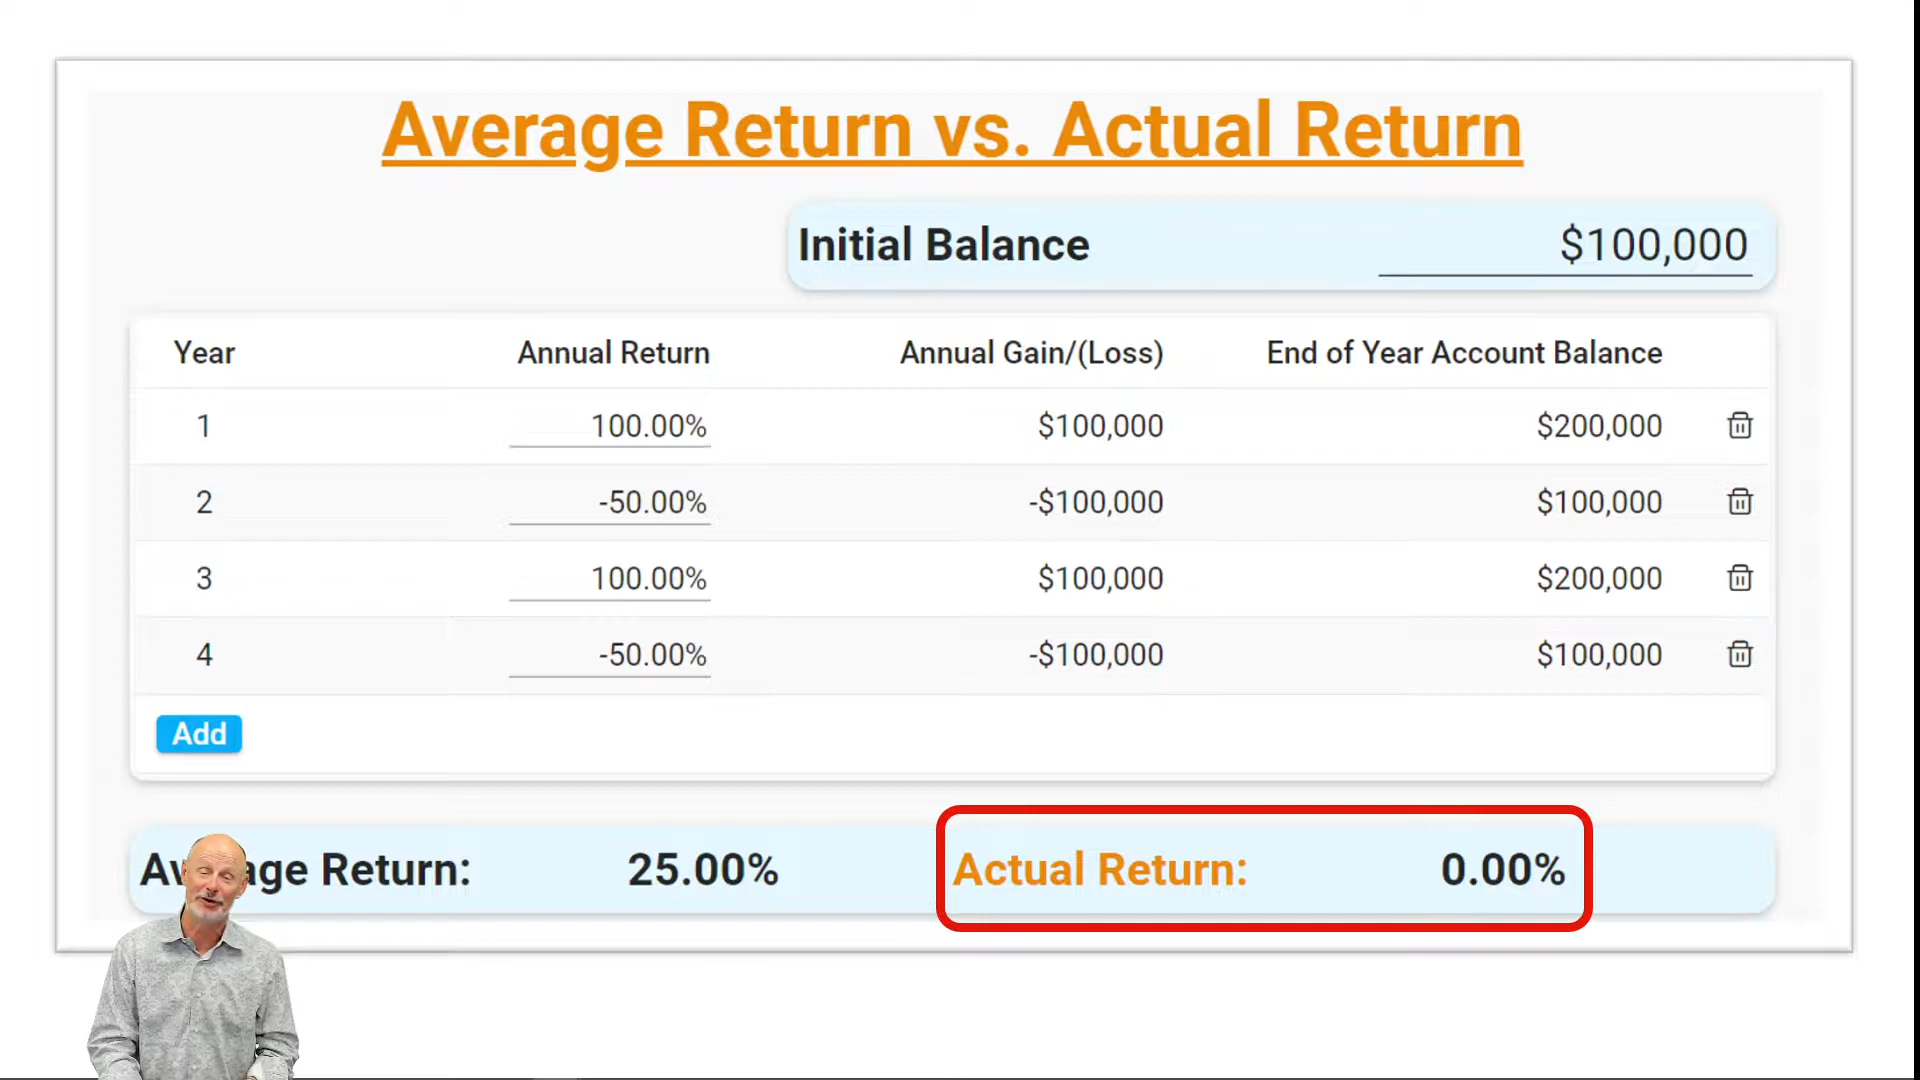 Average Return vs. Actual Return
Initial Balance $100,000
Year Annual Return Annual Gain/(Loss) End of Year Account Balance
1 100.00% $100,000 $200,000
2 -50.00% -$100,000 $100,000
3 100.00% $100,000 $200,000
4 -50.00% -$100,000 $100,000
Add
Average Return: 25.00% Actual Return: 0.00%